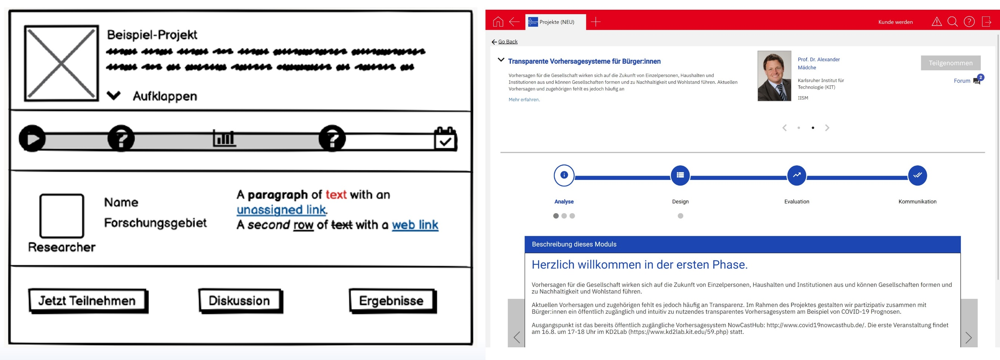 Beispiel-Projekt
Aufklappen
Name
Forschungsgebiet
Researcher
A paragraph of text with an
unassigned link.
A second row of text with a web link
Jetzt Teilnehmen
Diskussion
Ergebnisse
Projekte (NEU)
Kunde werden
Go Back
Transparente Vorhersagesysteme für Bürger:innen
Vorhersagen für die Gesellschaft wirken sich auf die Zukunft von Einzelpersonen, Haushalten und
Institutionen aus und können Gesellschaften formen und zu Nachhaltigkeit und Wohlstand führen. Aktuellen
Vorhersagen und zugehörigen fehlt es jedoch häufig an
Mehr erfahren.
Prof. Dr. Alexander
Mädche
Karlsruher Institut für
Technologie (KIT)
IISM
Teilgenommen
Forum 2
Analyse
Design
Evaluation
Kommunikation
Beschreibung dieses Moduls
Herzlich willkommen in der ersten Phase.
Vorhersagen für die Gesellschaft wirken sich auf die Zukunft von Einzelpersonen, Haushalten und Institutionen aus und können Gesellschaften formen und
zu Nachhaltigkeit und Wohlstand führen.
Aktuellen Vorhersagen und zugehörigen fehlt es jedoch häufig an Transparenz. Im Rahmen des Projektes gestalten wir partizipativ zusammen mit
Bürger:innen ein öffentlich zugänglich und intuitiv zu nutzendes transparentes Vorhersagesystem am Beispiel von COVID-19 Prognosen.
Ausgangspunkt ist das bereits öffentlich zugängliche Vorhersagesystem NowCastHub: http://www.covid19nowcasthub.de/. Die erste Veranstaltung findet
am 16.8. um 17-18 Uhr im KD2Lab (https://www.kd2lab.kit.edu/59.php) statt.